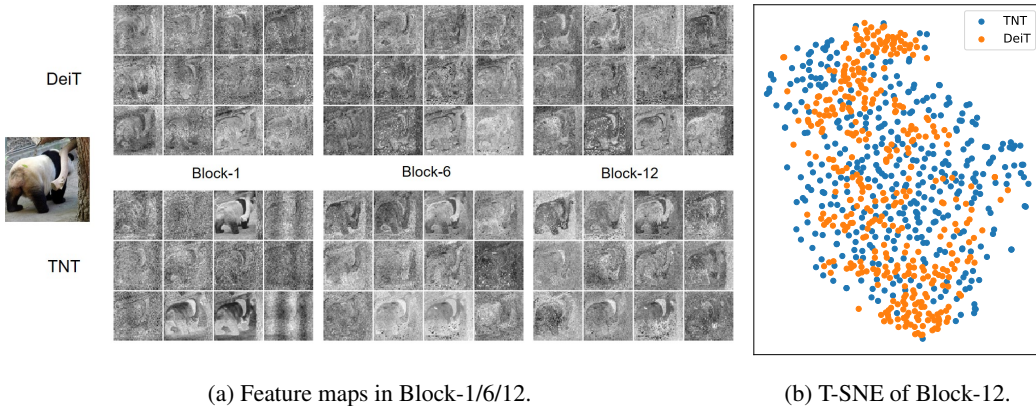 DeiT
Block-1 Block-6 Block-12
TNT
TNT
DeiT
(a) Feature maps in Block-1/6/12.
(b) T-SNE of Block-12.